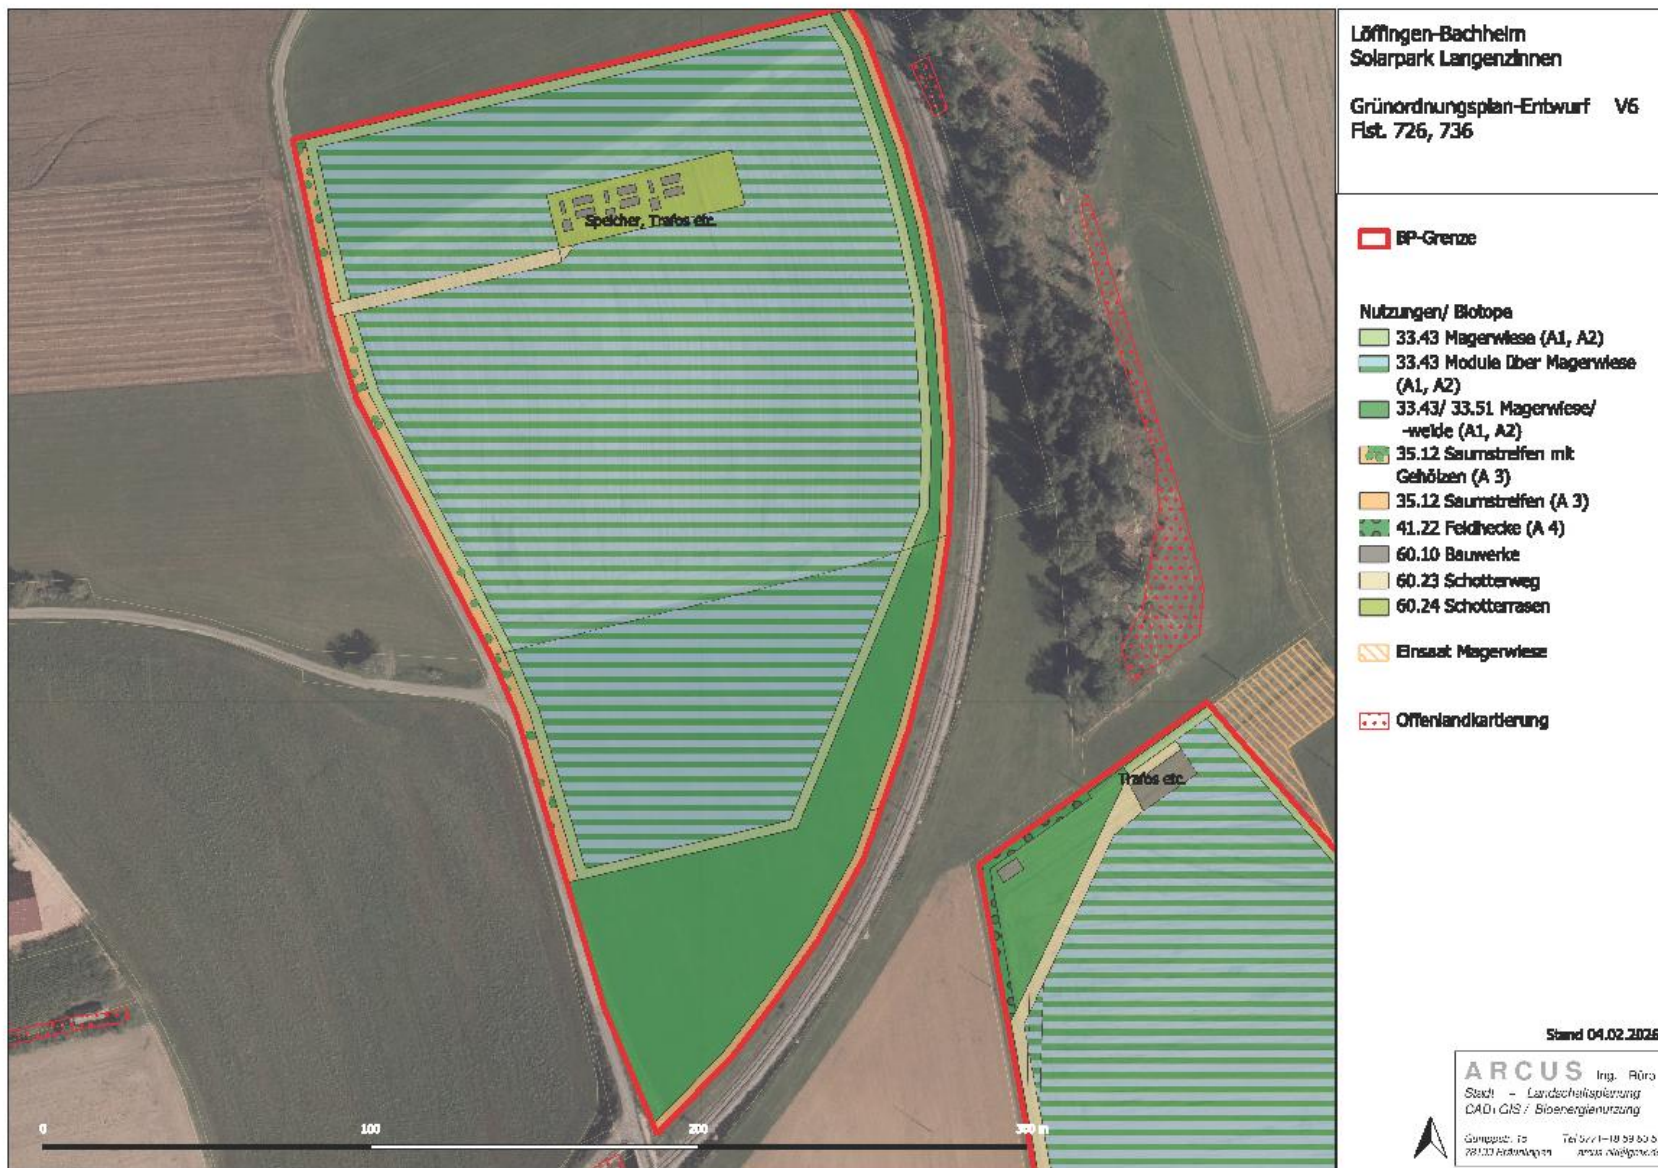 Löffingen-Bachheim
Solarpark Langenzinnen
Grünordnungsplan-Entwurf V6
Flst. 726, 736
BP-Grenze
Nutzungen/ Biotope
33.43 Magerwiese (A1, A2)
33.43 Module über Magerwiese
(A1, A2)
33.43/ 33.51 Magerwiese/
-weide (A1, A2)
35.12 Saumstreifen mit
Gehölzen (A 3)
35.12 Saumstreifen (A 3)
41.22 Feldhecke (A 4)
60.10 Bauwerke
60.23 Schotterweg
60.24 Schotterrasen
Einsaat Magerwiese
Offenlandkartierung
Speicher, Trafos etc.
Trafos etc.
0 100 200 300 m
Stand 04.02.2026
ARCUS Ing. Büro
Stadt - Landschaftsplanung
CAD / GIS / Bioenergienutzung
78199 Bräunlingen